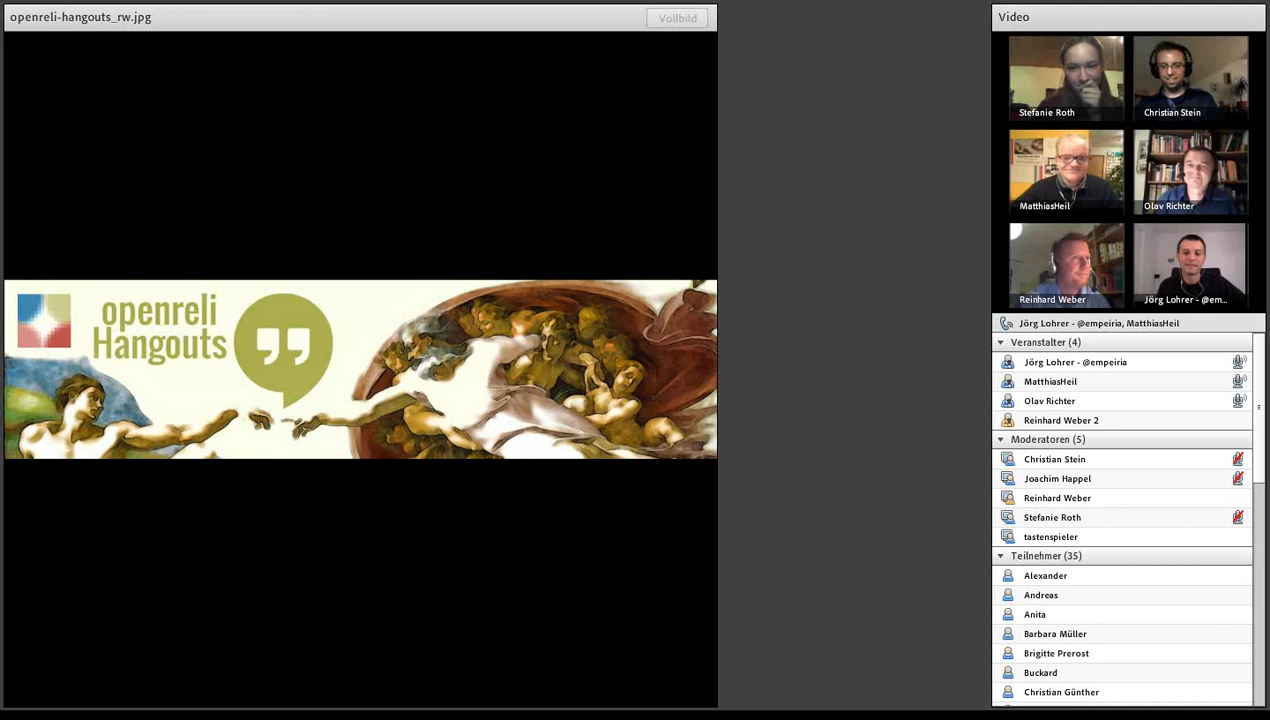 openreli-hangouts_rw.jpg
Vollbild
openreli
Hangouts
Video
Stefanie Roth
Christian Stein
MatthiasHeil
Olav Richter
Reinhard Weber
Jörg Lohrer - @em...
Jörg Lohrer - @empeiria, MatthiasHeil
Veranstalter (4)
Jörg Lohrer - @empeiria
MatthiasHeil
Olav Richter
Reinhard Weber 2
Moderatoren (5)
Christian Stein
Joachim Happel
Reinhard Weber
Stefanie Roth
tastenspieler
Teilnehmer (35)
Alexander
Andreas
Anita
Barbara Müller
Brigitte Prerost
Buckard
Christian Günther